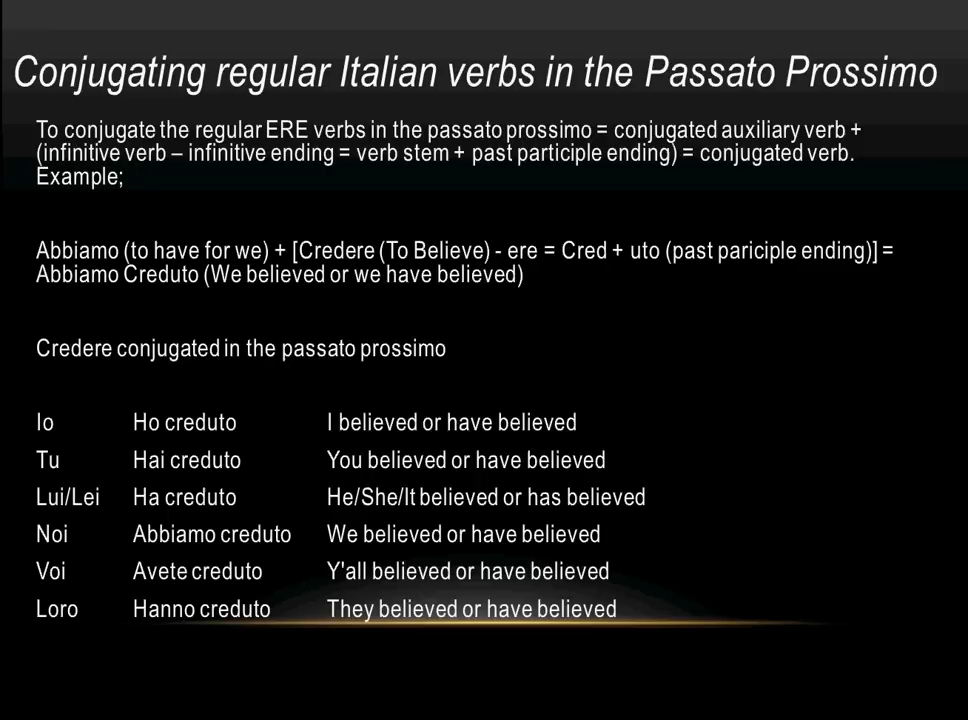 Conjugating regular Italian verbs in the Passato Prossimo
To conjugate the regular ERE verbs in the passato prossimo = conjugated auxiliary verb +
(infinitive verb – infinitive ending = verb stem + past participle ending) = conjugated verb.
Example;
Abbiamo (to have for we) + [Credere (To Believe) - ere = Cred + uto (past pariciple ending)] =
Abbiamo Creduto (We believed or we have believed)
Credere conjugated in the passato prossimo
Io Ho creduto I believed or have believed
Tu Hai creduto You believed or have believed
Lui/Lei Ha creduto He/She/It believed or has believed
Noi Abbiamo creduto We believed or have believed
Voi Avete creduto Y'all believed or have believed
Loro Hanno creduto They believed or have believed